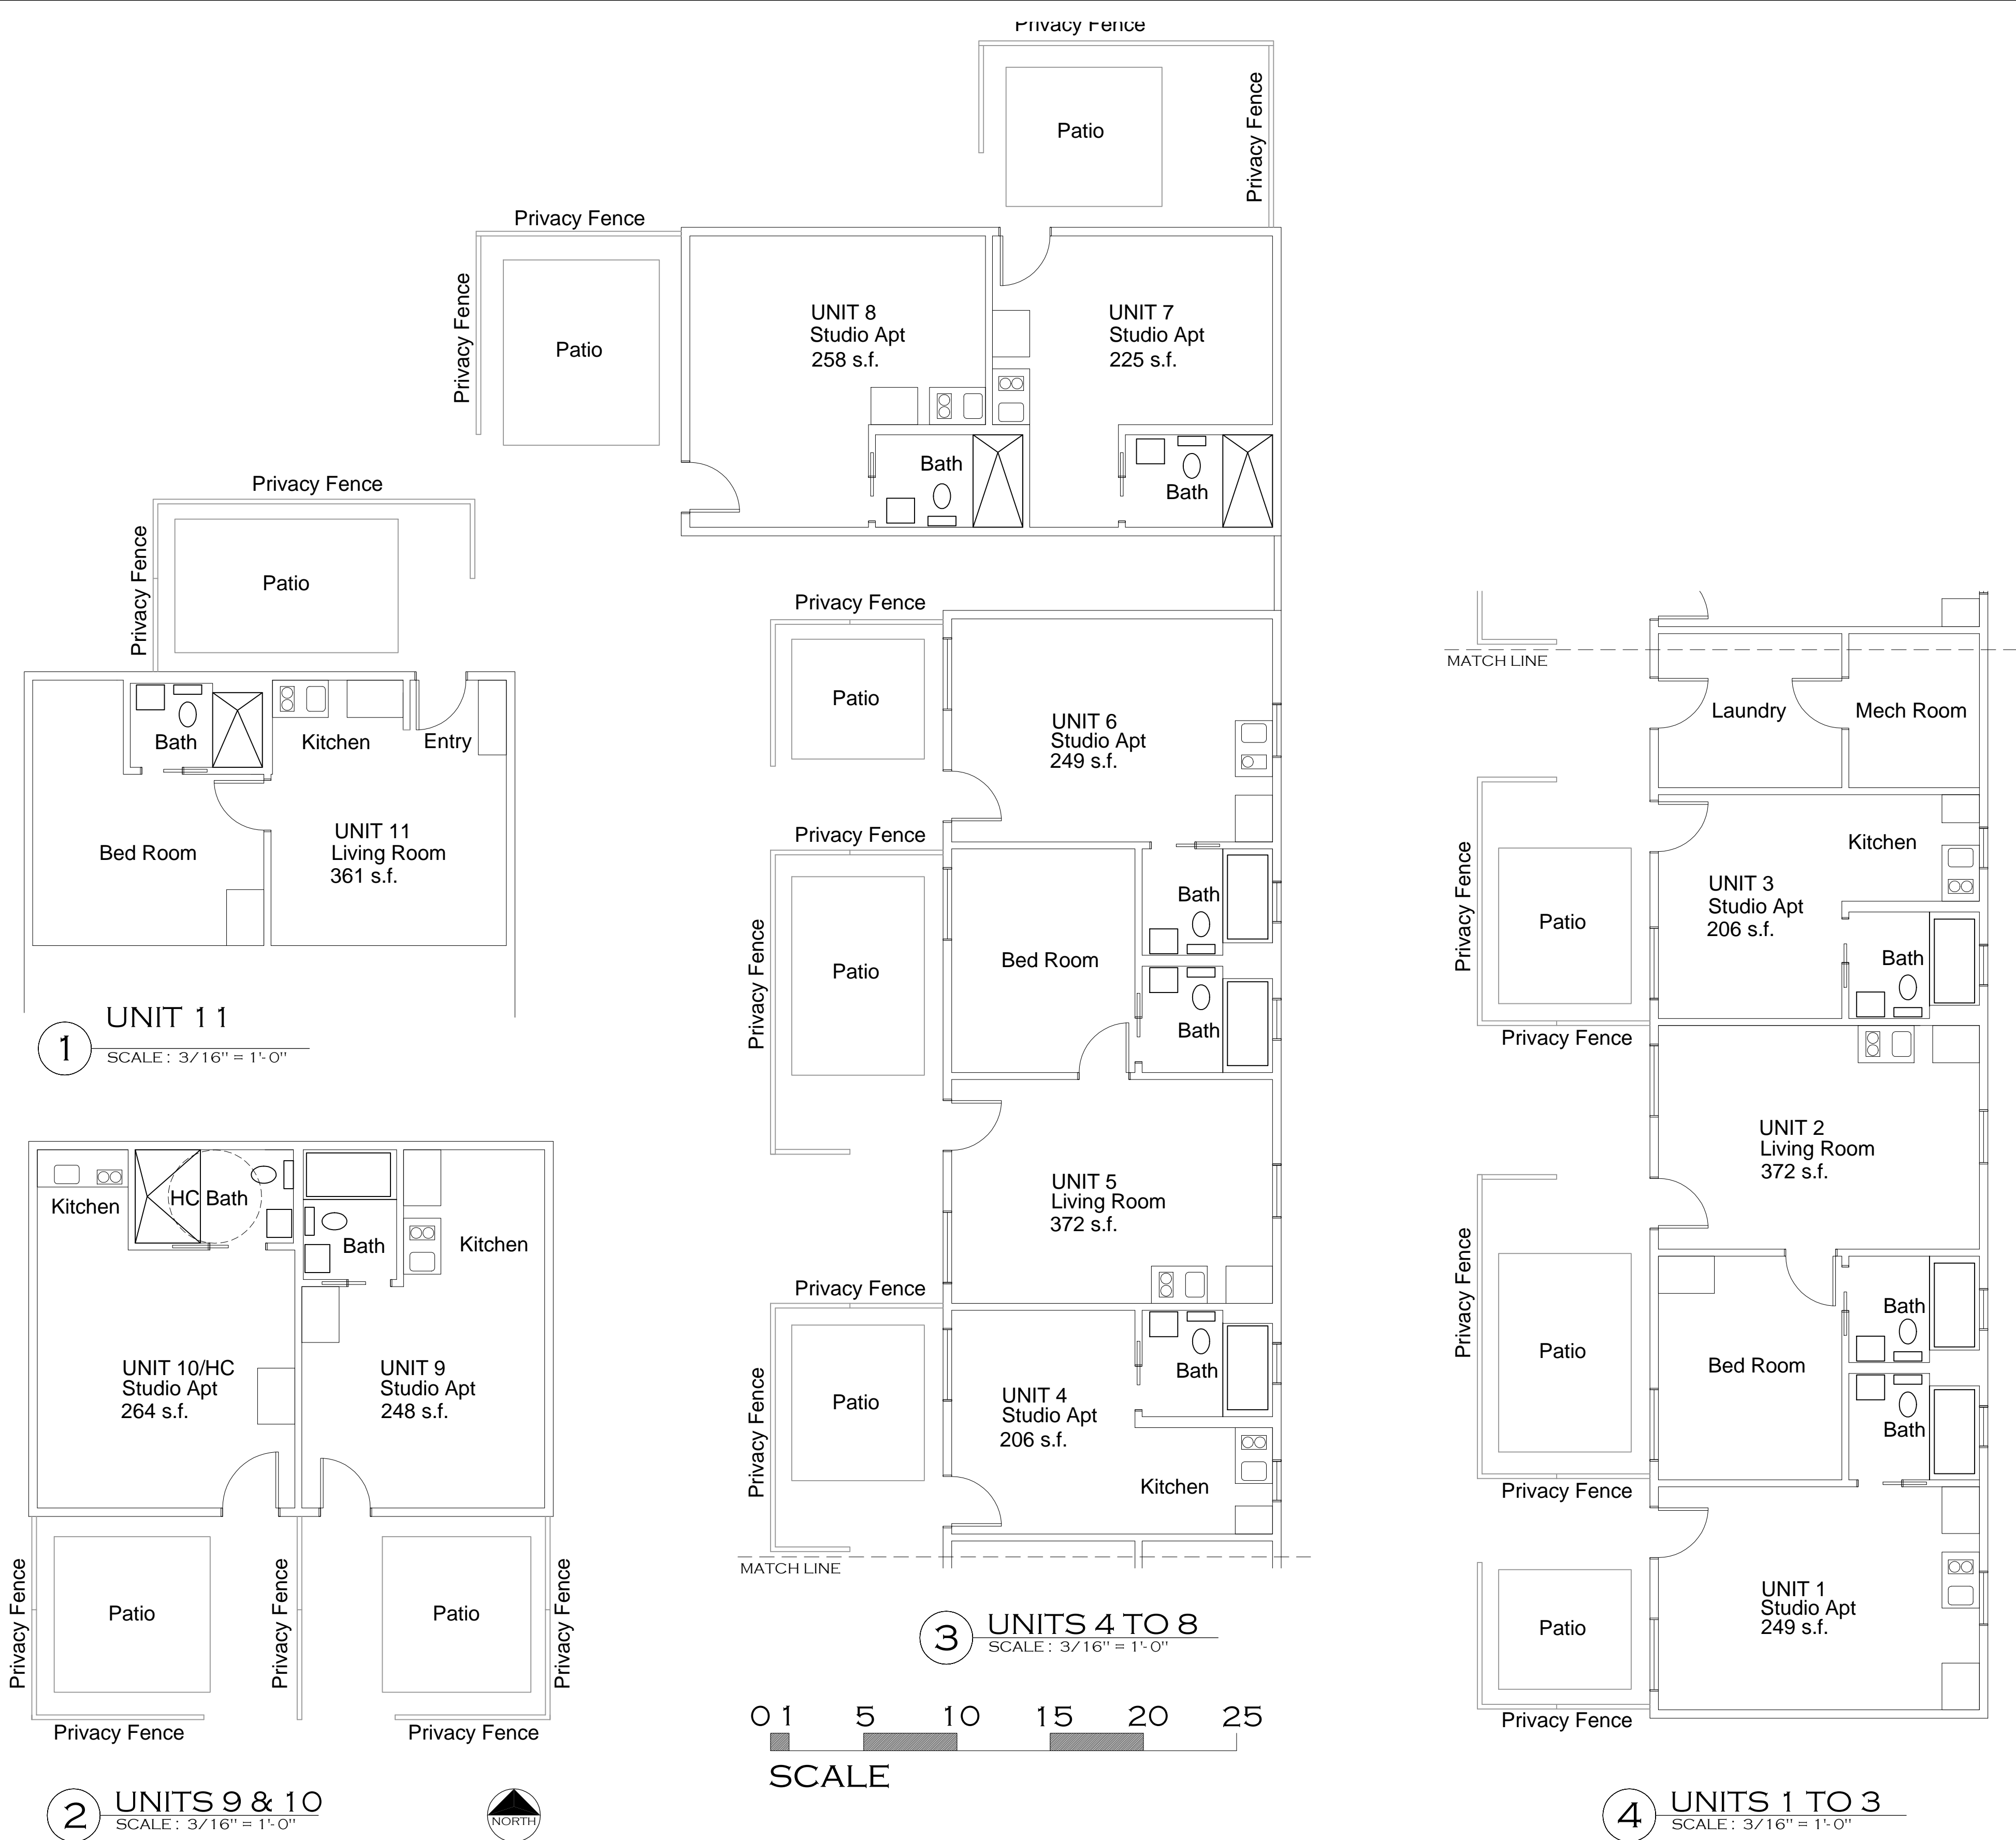 Privacy Fence
Patio
Privacy Fence
Privacy Fence
Privacy Fence
Patio
UNIT 8
Studio Apt
258 s.f.
UNIT 7
Studio Apt
225 s.f.
Bath
Bath
Privacy Fence
Privacy Fence
Patio
Bath
Kitchen
Entry
Bed Room
UNIT 11
Living Room
361 s.f.
1
UNIT 11
SCALE: 3/16" = 1'-0"
Kitchen
HC Bath
Bath
Kitchen
UNIT 10/HC
Studio Apt
264 s.f.
UNIT 9
Studio Apt
248 s.f.
Privacy Fence
Patio
Privacy Fence
Patio
Privacy Fence
Privacy Fence
Privacy Fence
2
UNITS 9 & 10
SCALE: 3/16" = 1'-0"
NORTH
Privacy Fence
Patio
UNIT 6
Studio Apt
249 s.f.
Privacy Fence
Bath
Privacy Fence
Patio
Bed Room
Bath
UNIT 5
Living Room
372 s.f.
Privacy Fence
Privacy Fence
Patio
Bath
UNIT 4
Studio Apt
206 s.f.
Kitchen
MATCH LINE
3
UNITS 4 TO 8
SCALE: 3/16" = 1'-0"
0 1 5 10 15 20 25
SCALE
MATCH LINE
Laundry
Mech Room
Kitchen
Privacy Fence
Patio
UNIT 3
Studio Apt
206 s.f.
Bath
Privacy Fence
UNIT 2
Living Room
372 s.f.
Privacy Fence
Patio
Bath
Bed Room
Bath
Privacy Fence
UNIT 1
Studio Apt
249 s.f.
Patio
Privacy Fence
4
UNITS 1 TO 3
SCALE: 3/16" = 1'-0"